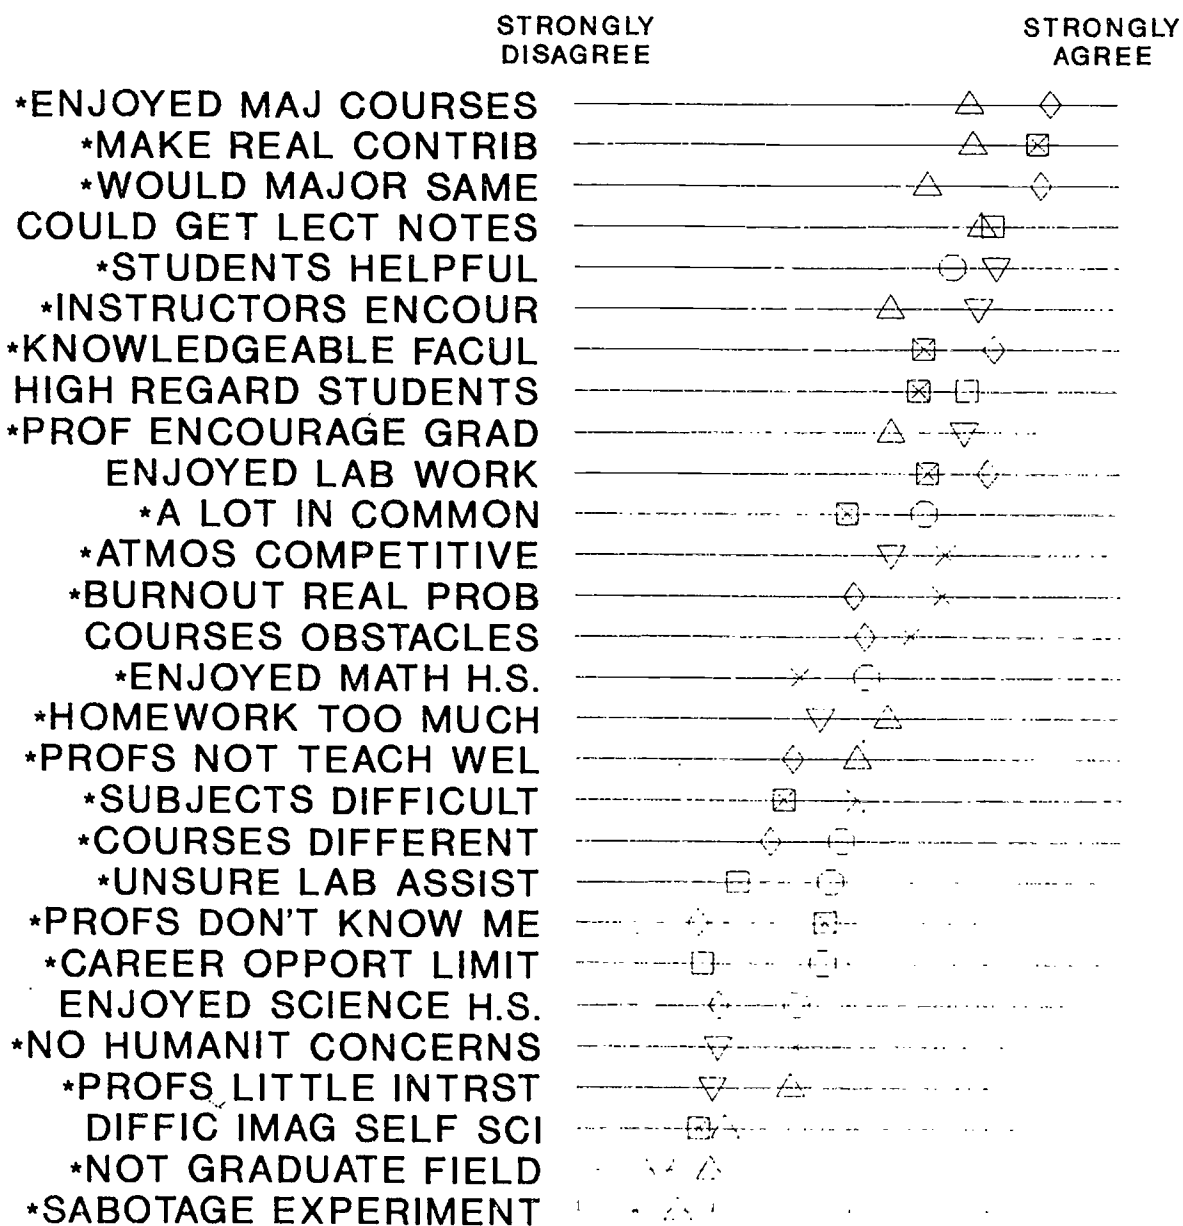 STRONGLY DISAGREE
STRONGLY AGREE
*ENJOYED MAJ COURSES
*MAKE REAL CONTRIB
*WOULD MAJOR SAME
COULD GET LECT NOTES
*STUDENTS HELPFUL
*INSTRUCTORS ENCOUR
*KNOWLEDGEABLE FACUL
HIGH REGARD STUDENTS
*PROF ENCOURAGE GRAD
ENJOYED LAB WORK
*A LOT IN COMMON
*ATMOS COMPETITIVE
*BURNOUT REAL PROB
COURSES OBSTACLES
*ENJOYED MATH H.S.
*HOMEWORK TOO MUCH
*PROFS NOT TEACH WEL
*SUBJECTS DIFFICULT
*COURSES DIFFERENT
*UNSURE LAB ASSIST
*PROFS DON'T KNOW ME
*CAREER OPPORT LIMIT
ENJOYED SCIENCE H.S.
*NO HUMANIT CONCERNS
*PROFS LITTLE INTRST
DIFFIC IMAG SELF SCI
*NOT GRADUATE FIELD
*SABOTAGE EXPERIMENT